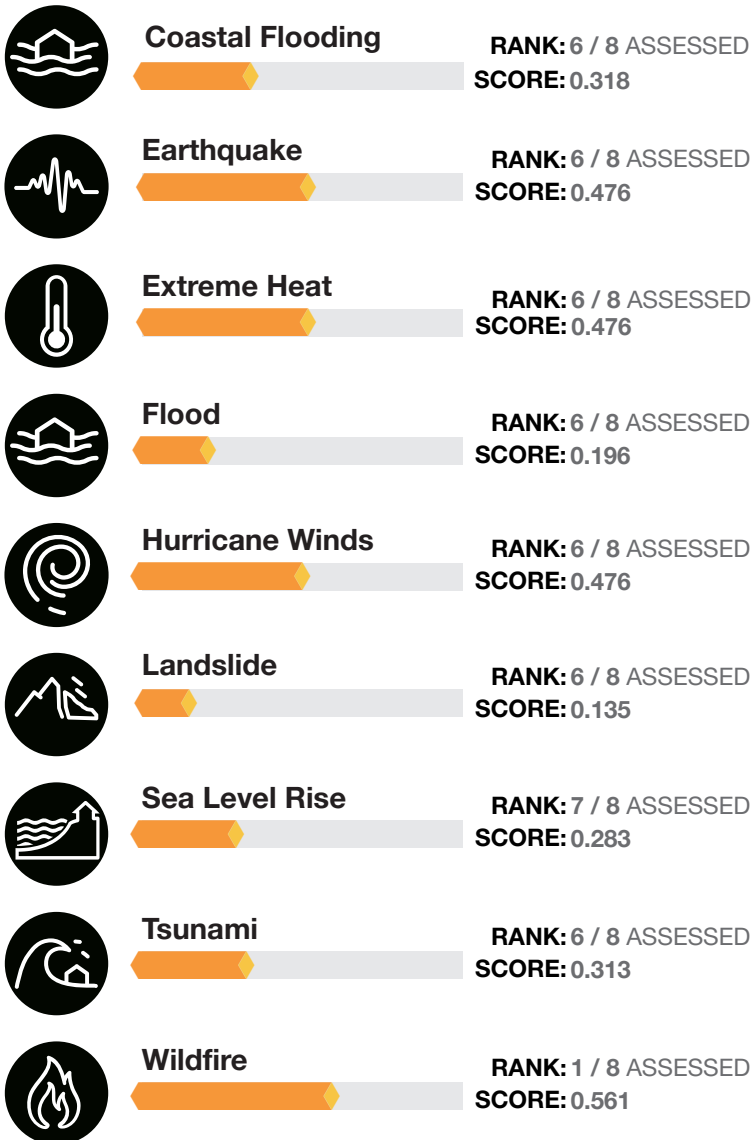 Coastal Flooding
RANK: 6 / 8 ASSESSED
SCORE: 0.318
Earthquake
RANK: 6 / 8 ASSESSED
SCORE: 0.476
Extreme Heat
RANK: 6 / 8 ASSESSED
SCORE: 0.476
Flood
RANK: 6 / 8 ASSESSED
SCORE: 0.196
Hurricane Winds
RANK: 6 / 8 ASSESSED
SCORE: 0.476
Landslide
RANK: 6 / 8 ASSESSED
SCORE: 0.135
Sea Level Rise
RANK: 7 / 8 ASSESSED
SCORE: 0.283
Tsunami
RANK: 6 / 8 ASSESSED
SCORE: 0.313
Wildfire
RANK: 1 / 8 ASSESSED
SCORE: 0.561